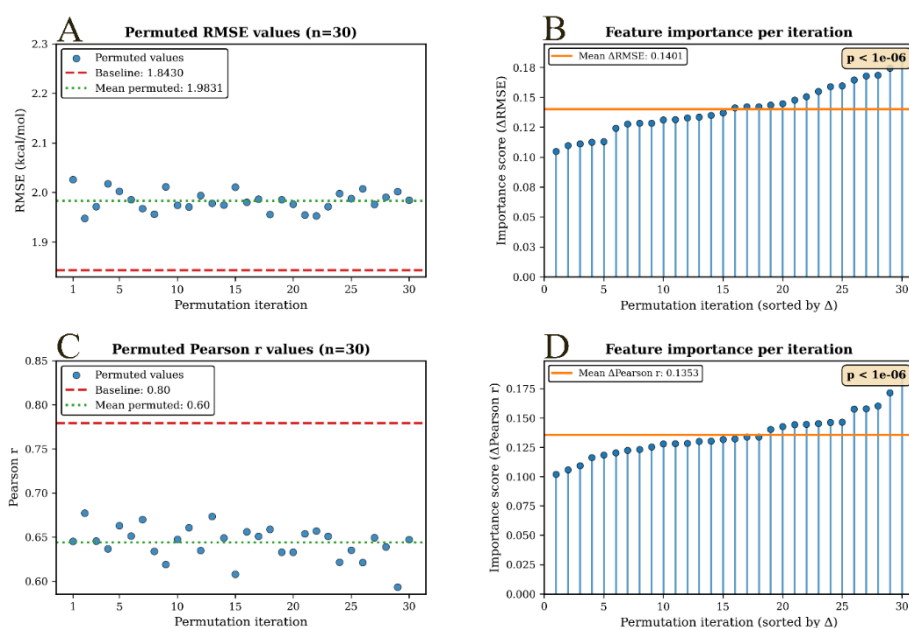 A
Permuted RMSE values (n=30)
2.3
2.2
2.1
2.0
1.9
RMSE (kcal/mol)
Permuted values
Baseline: 1.8430
Mean permuted: 1.9831
1
5
10
15
20
25
30
Permutation iteration
B
Feature importance per iteration
0.18
0.15
0.12
0.10
0.08
0.05
0.03
0.00
Importance score (ΔRMSE)
Mean ΔRMSE: 0.1401
p < 1e-06
0
5
10
15
20
25
30
Permutation iteration (sorted by Δ)
C
Permuted Pearson r values (n=30)
0.85
0.80
0.75
0.70
0.65
0.60
Pearson r
Permuted values
Baseline: 0.80
Mean permuted: 0.60
1
5
10
15
20
25
30
Permutation iteration
D
Feature importance per iteration
0.175
0.150
0.125
0.100
0.075
0.050
0.025
0.000
Importance score (ΔPearson r)
Mean ΔPearson r: 0.1353
p < 1e-06
0
5
10
15
20
25
30
Permutation iteration (sorted by Δ)